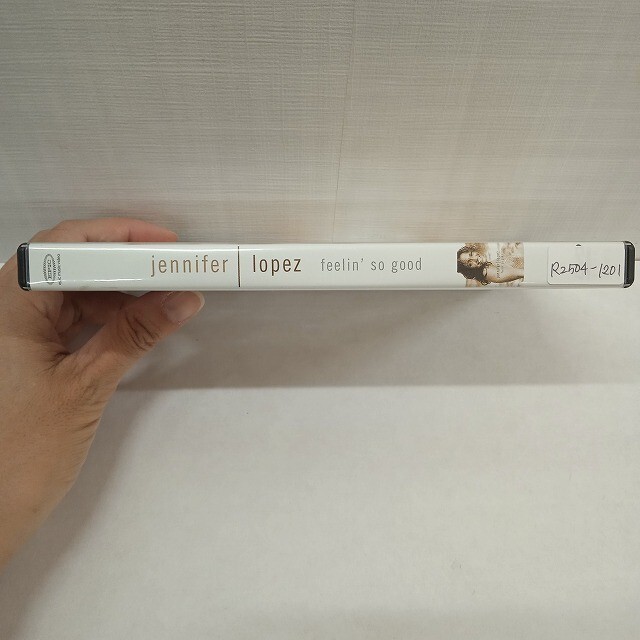 jennifer lopez feelin' so good
R2504-1201